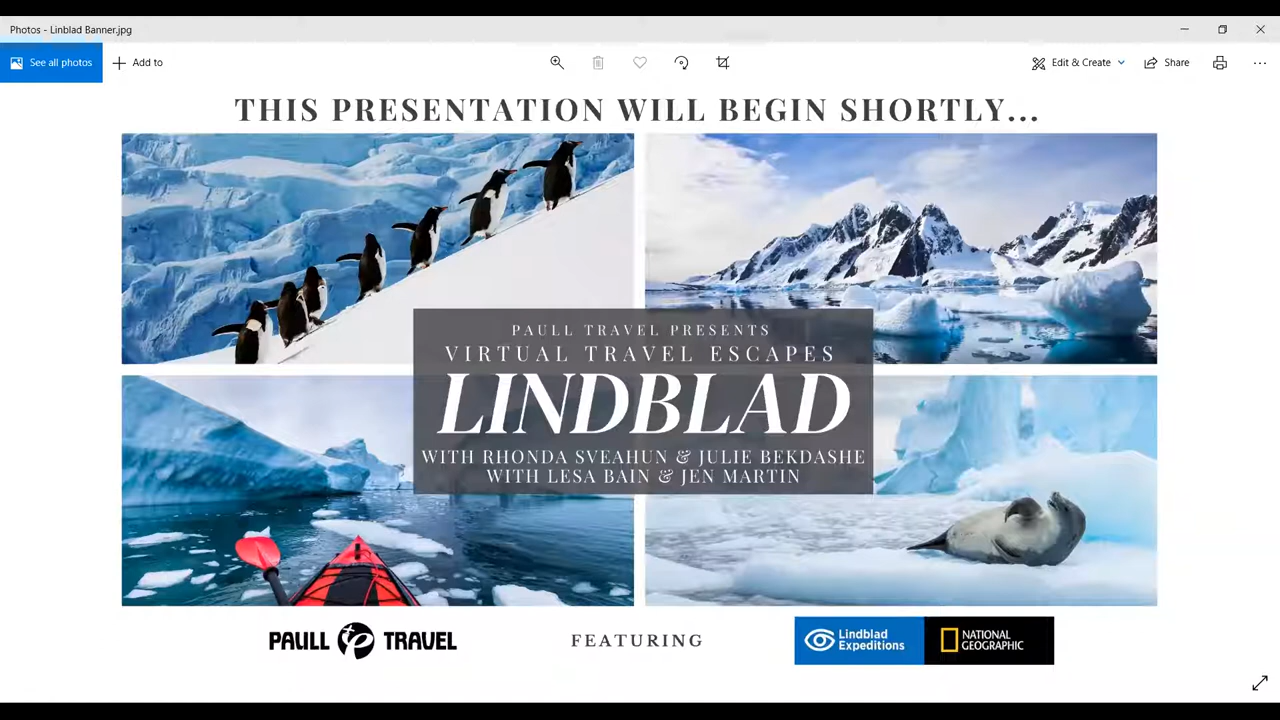 Photos - Linblad Banner.jpg
See all photos
Add to
Edit & Create
Share
THIS PRESENTATION WILL BEGIN SHORTLY...
PAULL TRAVEL PRESENTS
VIRTUAL TRAVEL ESCAPES
LINDBLAD
WITH RHONDA SVEAHUN & JULIE BEKDASHE
WITH LESA BAIN & JEN MARTIN
PAULL TRAVEL
FEATURING
Lindblad
Expeditions
NATIONAL
GEOGRAPHIC